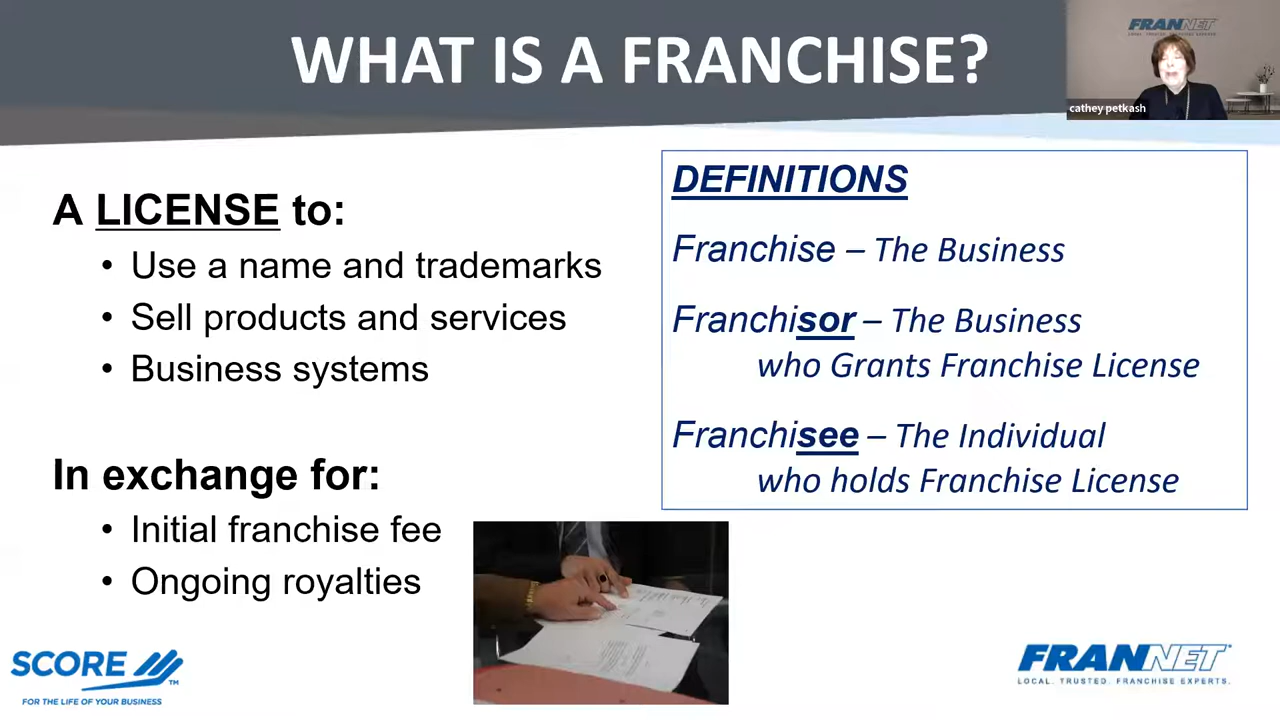 WHAT IS A FRANCHISE?
FRANNET
cathey petkash
A LICENSE to:
• Use a name and trademarks
• Sell products and services
• Business systems
In exchange for:
• Initial franchise fee
• Ongoing royalties
DEFINITIONS
Franchise – The Business
Franchisor – The Business
who Grants Franchise License
Franchisee – The Individual
who holds Franchise License
SCORE TM
FOR THE LIFE OF YOUR BUSINESS
FRANNET
LOCAL. TRUSTED. FRANCHISE EXPERTS.